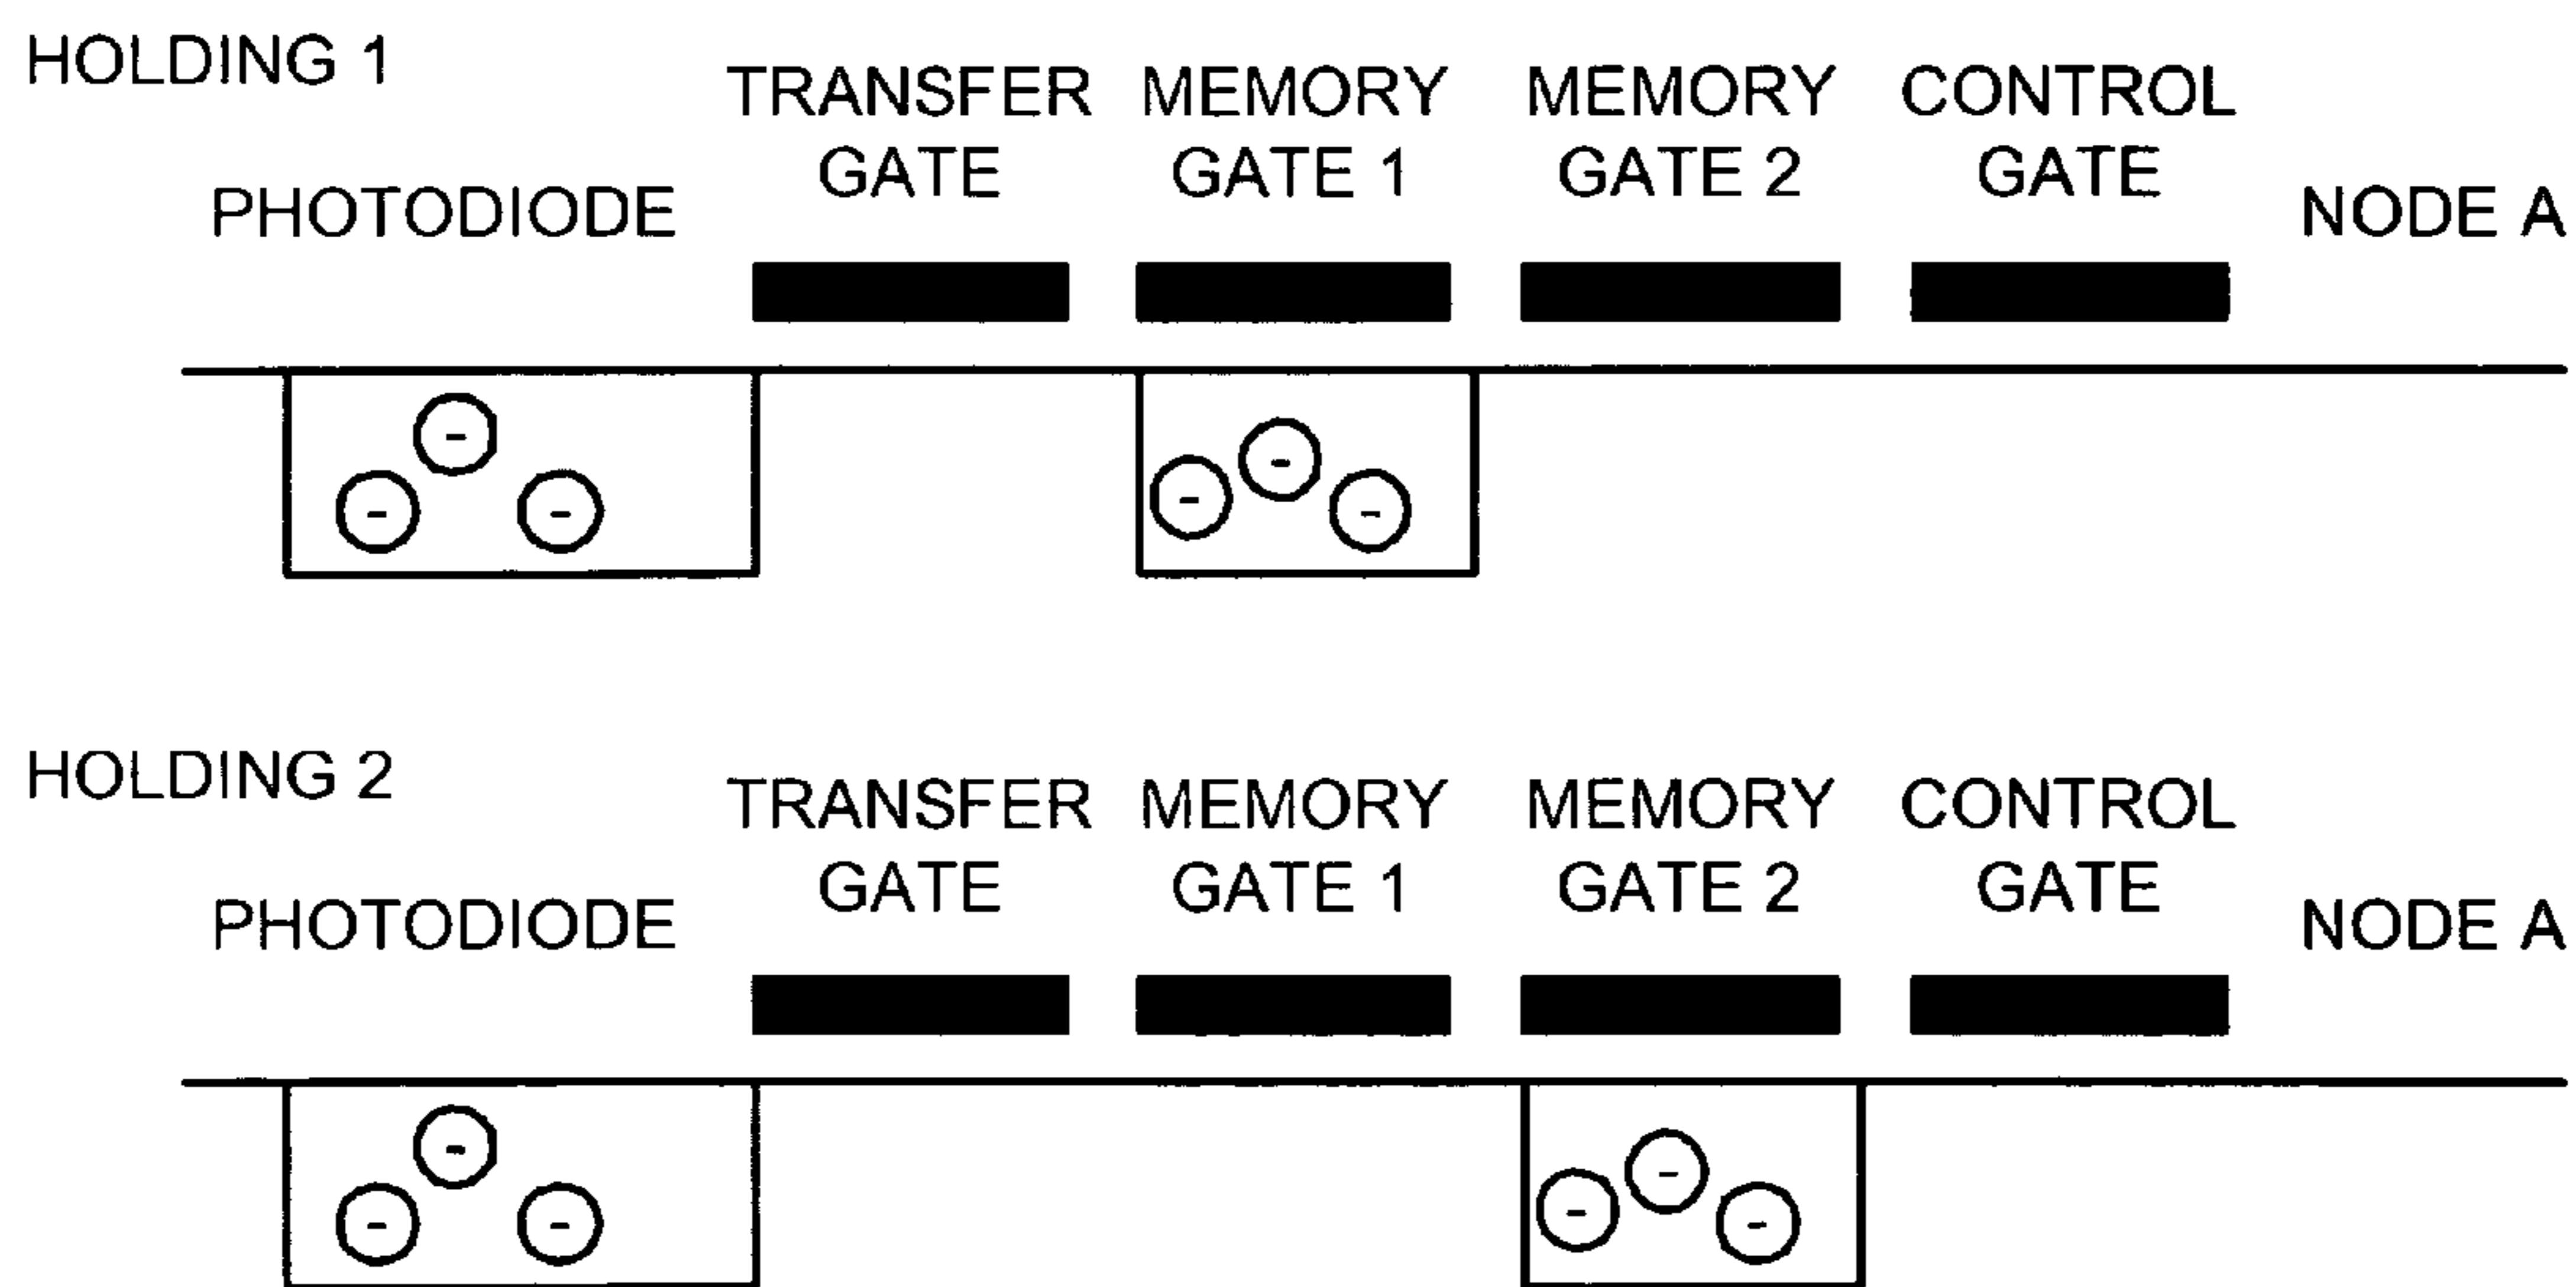 HOLDING 1
TRANSFER MEMORY MEMORY CONTROL
GATE GATE 1 GATE 2 GATE
PHOTODIODE NODE A
-
-
-
-
-
-
HOLDING 2
TRANSFER MEMORY MEMORY CONTROL
GATE GATE 1 GATE 2 GATE
PHOTODIODE NODE A
-
-
-
-
-
-